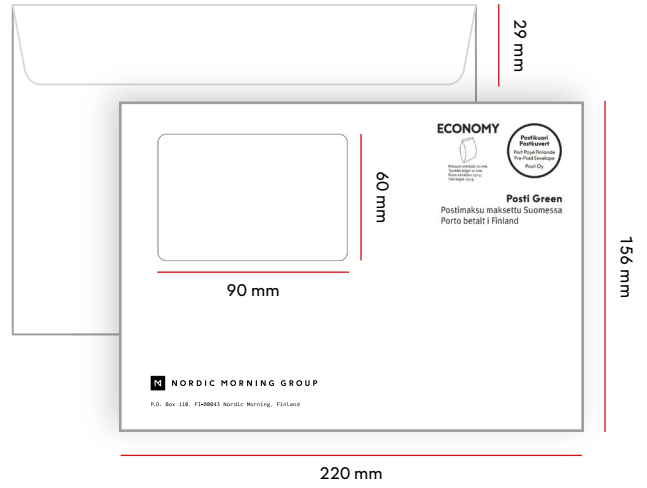 29 mm
ECONOMY
Postikuori
Postkuvert
Port Payé Finlande
Pre-Paid Envelope
Posti Oy
Posti Green
Postimaksu maksettu Suomessa
Porto betalt i Finland
60 mm
90 mm
156 mm
M NORDIC MORNING GROUP
P.O. Box 110, FI-00043 Nordic Morning, Finland
220 mm